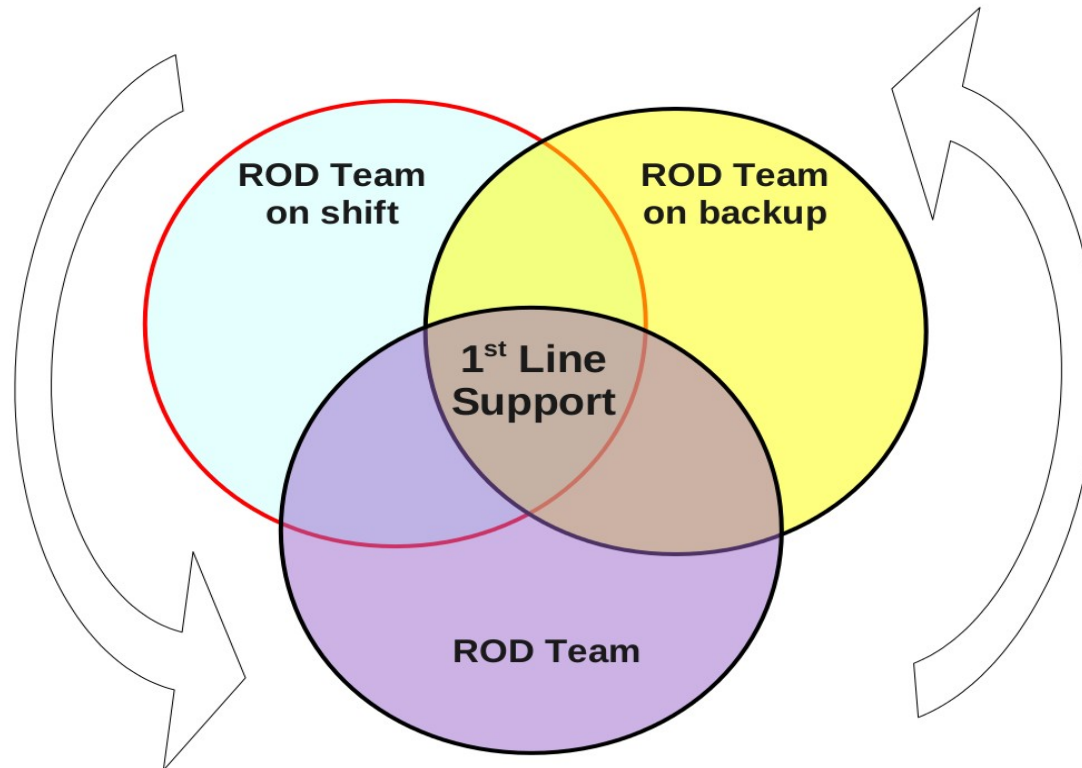 ROD Team
on shift
ROD Team
on backup
1st Line
Support
ROD Team